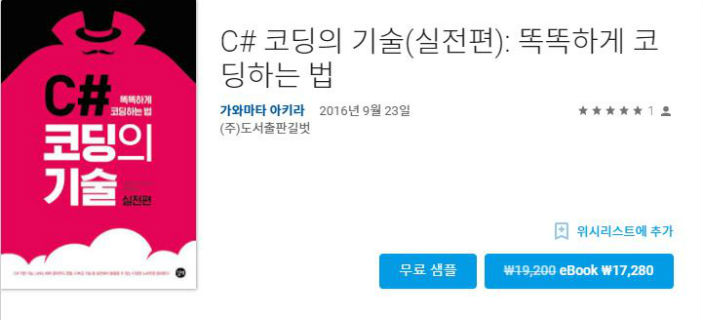 C# 코딩의 기술(실전편): 똑똑하게 코
딩하는 법
가와마타 아키라 2016년 9월 23일
★★★★★ 1
(주)도서출판길벗
C# 똑똑하게
코딩하는 법
코딩의
기술
실전편
위시리스트에 추가
무료 샘플
₩19,200 eBook ₩17,280